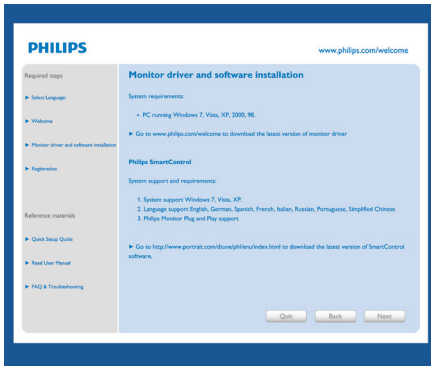 PHILIPS
www.philips.com/welcome
Required steps
► Select Language:
► Welcome
► Monitor driver and software installation
► Registration
Reference materials
► Quick Setup Guide
► Read User Manual
► FAQ & Troubleshooting
Monitor driver and software installation
System requirements:
• PC running Windows 7, Vista, XP, 2000, 98.
► Go to www.philips.com/welcome to download the latest version of monitor driver
Philips SmartControl
System support and requirements:
1. System support Windows 7, Vista, XP.
2. Language support English, German, Spanish, French, Italian, Russian, Portuguese, Simplified Chinese
3. Philips Monitor Plug and Play support
► Go to http://www.portrait.com/dtune/phl/enu/index.html to download the latest version of SmartControl
software.
Quit
Back
Next